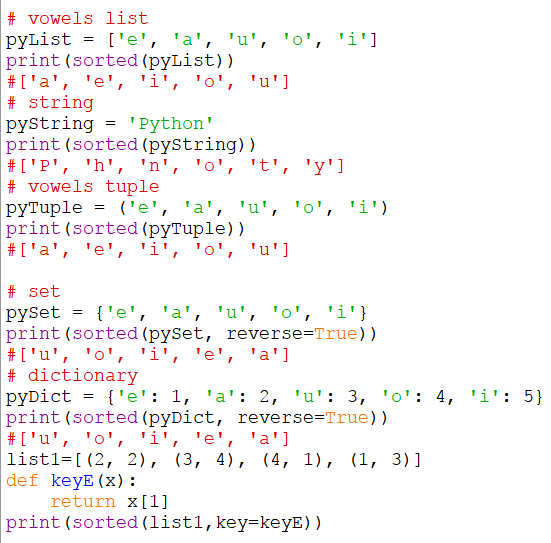 # vowels list
pyList = ['e', 'a', 'u', 'o', 'i']
print(sorted(pyList))
#['a', 'e', 'i', 'o', 'u']
# string
pyString = 'Python'
print(sorted(pyString))
#['P', 'h', 'n', 'o', 't', 'y']
# vowels tuple
pyTuple = ('e', 'a', 'u', 'o', 'i')
print(sorted(pyTuple))
#['a', 'e', 'i', 'o', 'u']

# set
pySet = {'e', 'a', 'u', 'o', 'i'}
print(sorted(pySet, reverse=True))
#['u', 'o', 'i', 'e', 'a']
# dictionary
pyDict = {'e': 1, 'a': 2, 'u': 3, 'o': 4, 'i': 5}
print(sorted(pyDict, reverse=True))
#['u', 'o', 'i', 'e', 'a']
list1=[(2, 2), (3, 4), (4, 1), (1, 3)]
def keyE(x):
    return x[1]
print(sorted(list1,key=keyE))